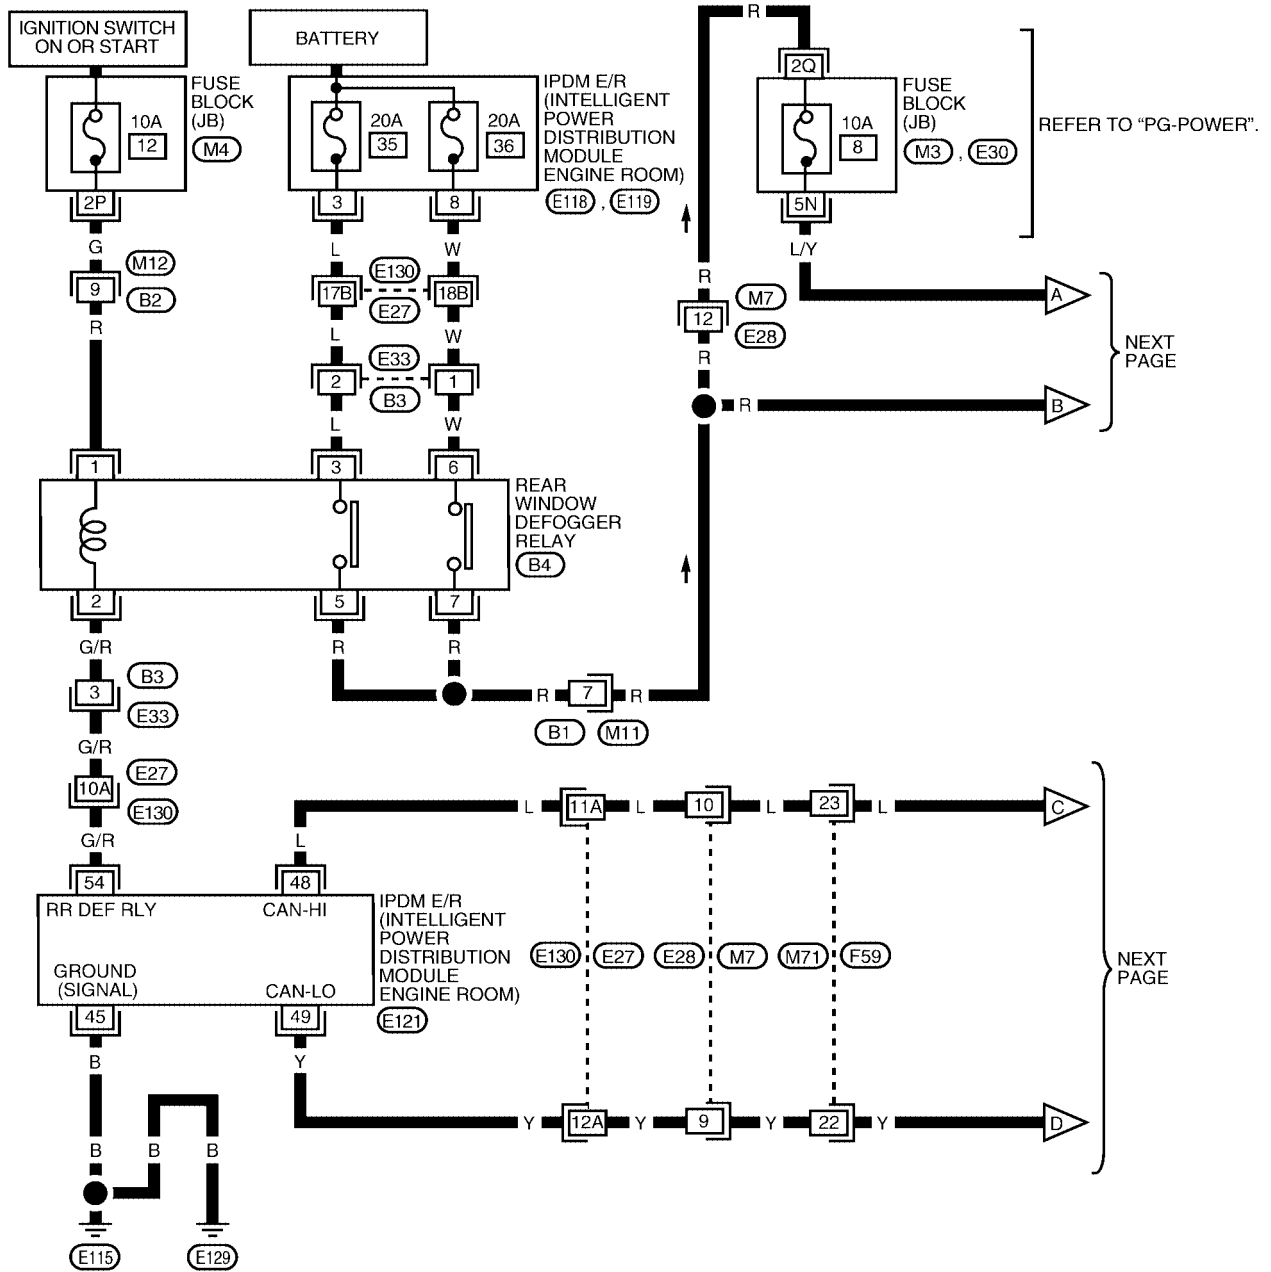 IGNITION SWITCH
ON OR START
BATTERY
R
FUSE
BLOCK
(JB)
M4
10A
12
2P
IPDM E/R
(INTELLIGENT
POWER
DISTRIBUTION
MODULE
ENGINE ROOM)
E118 , E119
20A
35
20A
36
3
8
2Q
FUSE
BLOCK
(JB)
M3 , E30
10A
8
5N
REFER TO “PG-POWER”.
G
L
W
L/Y
M12
9
B2
R
E130
17B
18B
E27
L
W
E33
2
1
B3
L
W
R
M7
12
E28
R
A
R
B
NEXT
PAGE
1
3
6
REAR
WINDOW
DEFOGGER
RELAY
B4
2
5
7
G/R
R
R
B3
3
E33
R
7
R
B1
M11
G/R
E27
10A
E130
G/R
L
L
11A
L
10
L
23
L
C
54
48
RR DEF RLY
CAN-HI
GROUND
(SIGNAL)
CAN-LO
45
49
IPDM E/R
(INTELLIGENT
POWER
DISTRIBUTION
MODULE
ENGINE ROOM)
E121
E130
E27
E28
M7
M71
F59
NEXT
PAGE
B
Y
Y
12A
Y
9
Y
22
Y
D
B
B
B
E115
E129